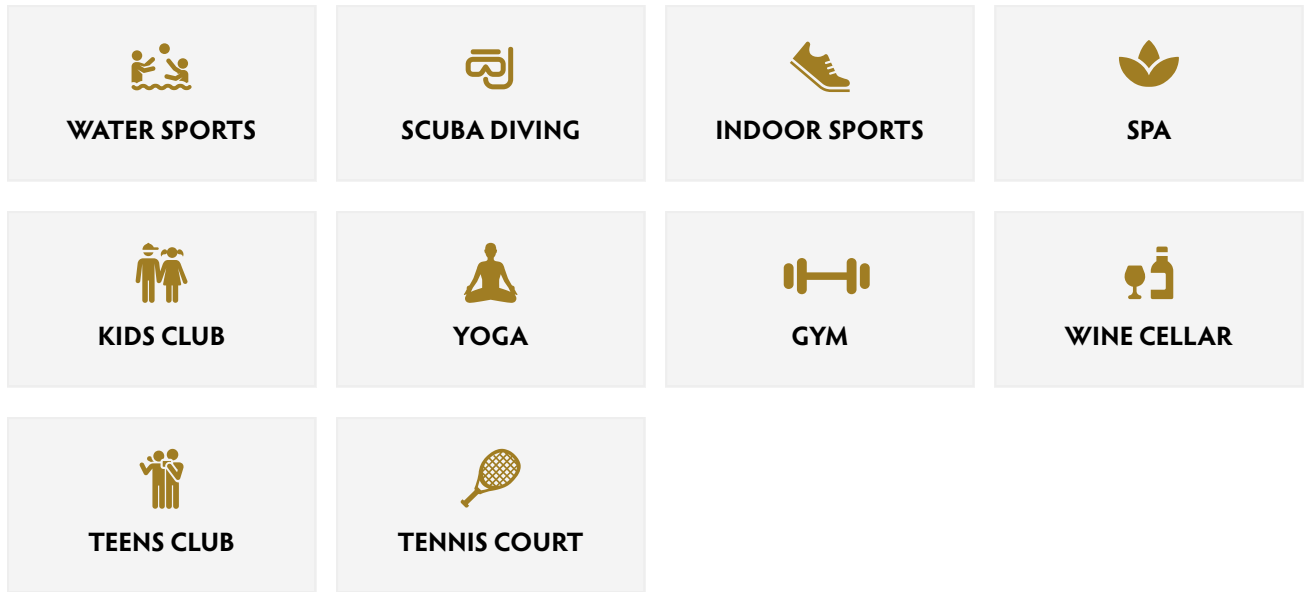 WATER SPORTS
SCUBA DIVING
INDOOR SPORTS
SPA
KIDS CLUB
YOGA
GYM
WINE CELLAR
TEENS CLUB
TENNIS COURT